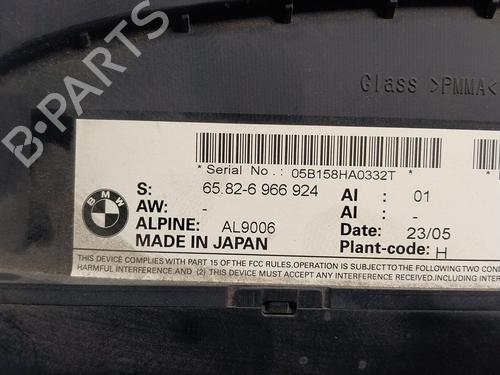 B-PARTS
Glass >PMMA<
* Serial No. : 05B158HA0332T *
S: 65.82-6 966 924 AI : 01
AW: - AI : -
ALPINE: AL9006 Date: 23/05
MADE IN JAPAN Plant-code: H
BMW
THIS DEVICE COMPLIES WITH PART 15 OF THE FCC RULES.OPERATION IS SUBJECT TO THE FOLLOWING TWO COND
HARMFUL INTERFERENCE, AND (2) THIS DEVICE MUST ACCEPT ANY INTERFERENCE RECEIVED,INCLUDING INTER